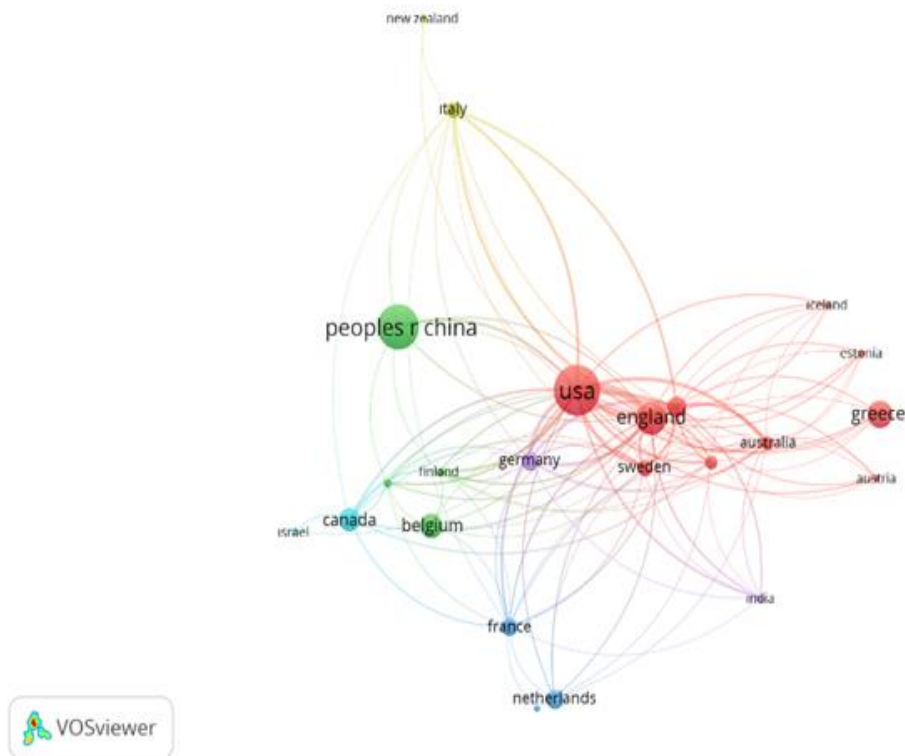 new zealand
italy
peoples r china
iceland
estonia
usa
greece
england
australia
germany
sweden
finland
austria
canada
belgium
israel
india
france
netherlands
VOSviewer